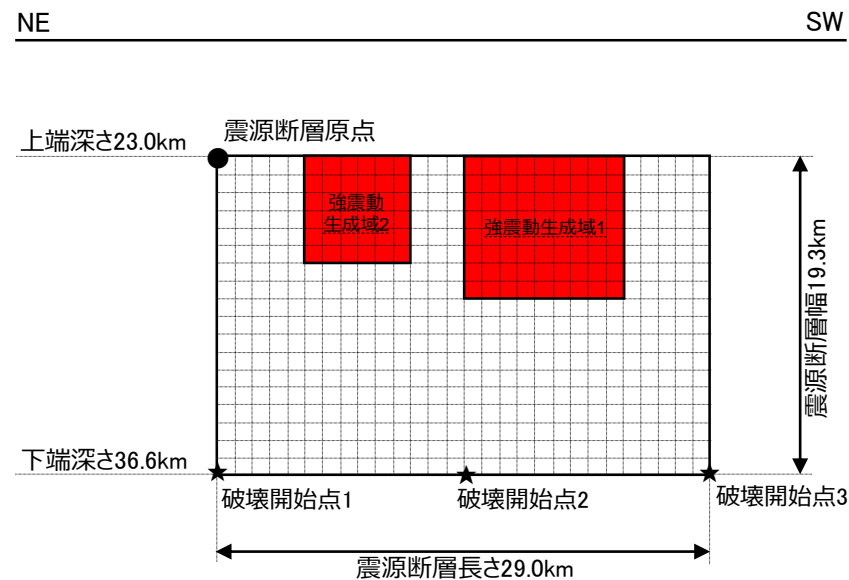 NE
SW
上端深さ23.0km
震源断層原点
強震動
生成域2
強震動生成域1
震源断層幅19.3km
下端深さ36.6km
破壊開始点1
破壊開始点2
破壊開始点3
震源断層長さ29.0km